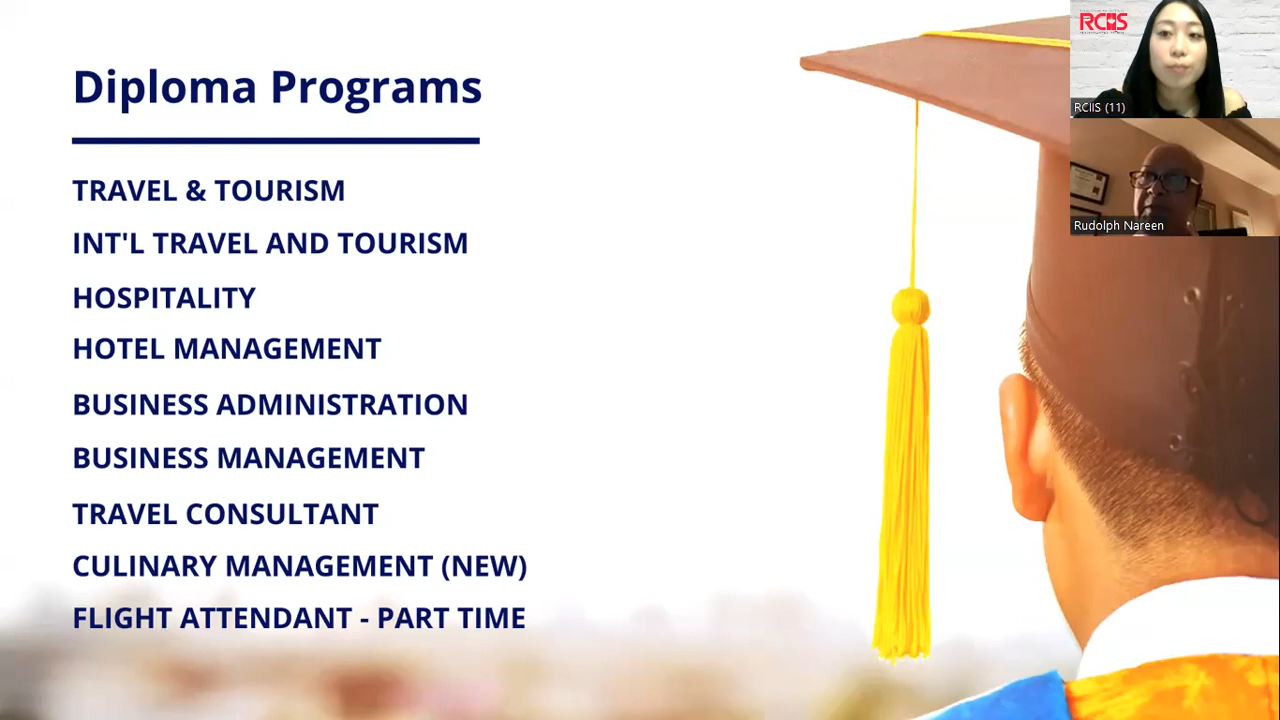 Diploma Programs
TRAVEL & TOURISM
INT'L TRAVEL AND TOURISM
HOSPITALITY
HOTEL MANAGEMENT
BUSINESS ADMINISTRATION
BUSINESS MANAGEMENT
TRAVEL CONSULTANT
CULINARY MANAGEMENT (NEW)
FLIGHT ATTENDANT - PART TIME
RCIIS (11)
Rudolph Nareen